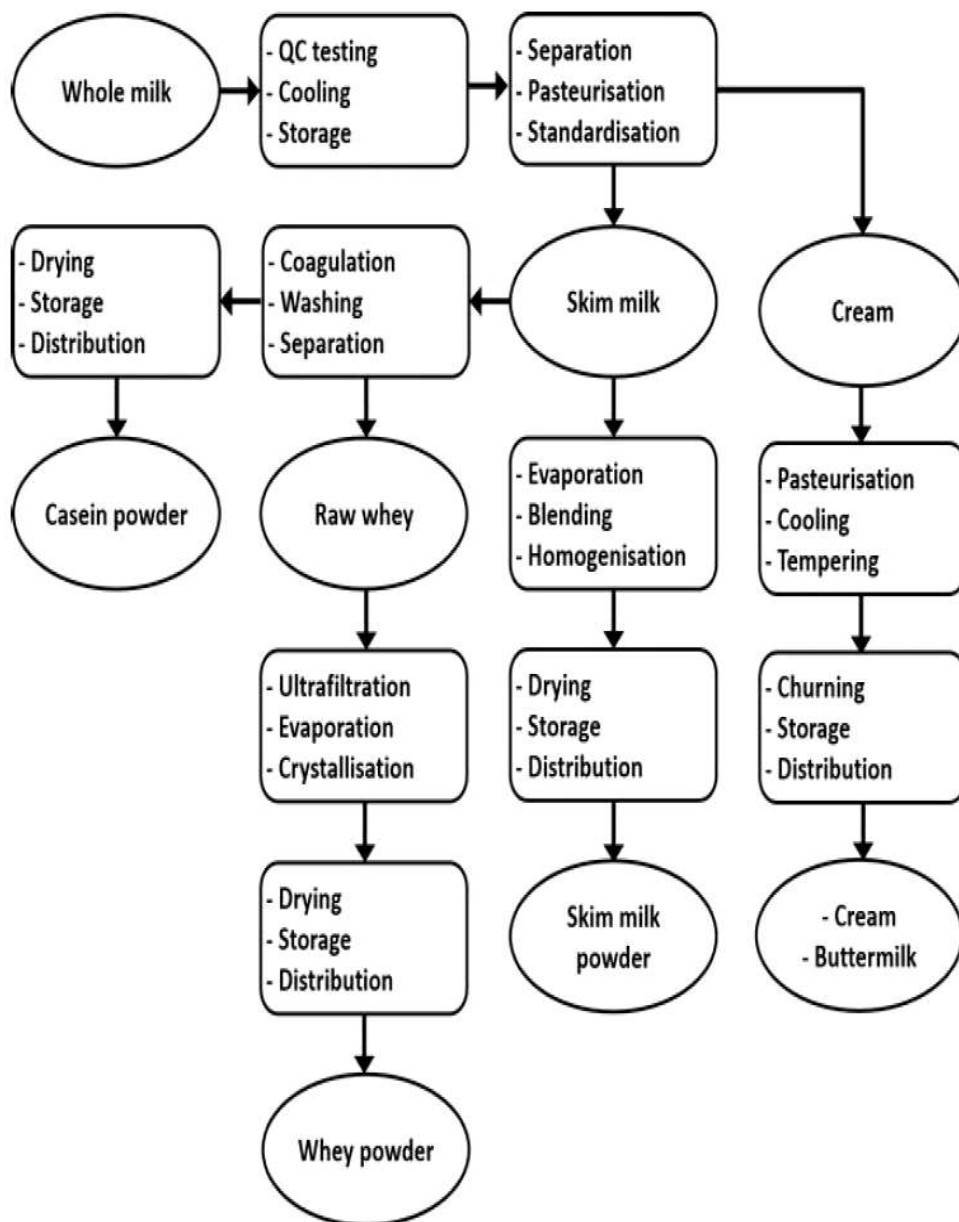 Whole milk
- QC testing
- Cooling
- Storage
- Separation
- Pasteurisation
- Standardisation
- Drying
- Storage
- Distribution
- Coagulation
- Washing
- Separation
Skim milk
Cream
Casein powder
Raw whey
- Evaporation
- Blending
- Homogenisation
- Pasteurisation
- Cooling
- Tempering
- Ultrafiltration
- Evaporation
- Crystallisation
- Drying
- Storage
- Distribution
- Churning
- Storage
- Distribution
- Drying
- Storage
- Distribution
Skim milk
powder
- Cream
- Buttermilk
Whey powder